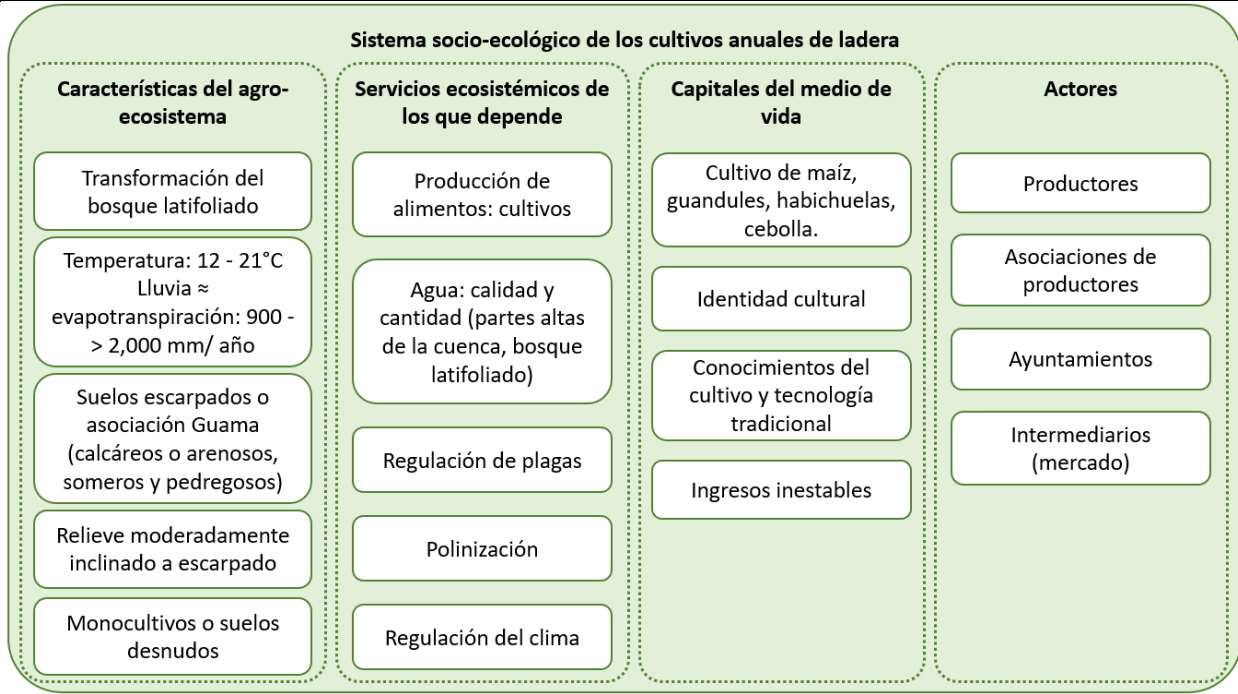 Sistema socio-ecológico de los cultivos anuales de ladera
Características del agro-
ecosistema
Transformación del
bosque latifoliado
Temperatura: 12 - 21°C
Lluvia ≈
evapotranspiración: 900 -
> 2,000 mm/ año
Suelos escarpados o
asociación Guama
(calcáreos o arenosos,
someros y pedregosos)
Relieve moderadamente
inclinado a escarpado
Monocultivos o suelos
desnudos
Servicios ecosistémicos de
los que depende
Producción de
alimentos: cultivos
Agua: calidad y
cantidad (partes altas
de la cuenca, bosque
latifoliado)
Regulación de plagas
Polinización
Regulación del clima
Capitales del medio de
vida
Cultivo de maíz,
guandules, habichuelas,
cebolla.
Identidad cultural
Conocimientos del
cultivo y tecnología
tradicional
Ingresos inestables
Actores
Productores
Asociaciones de
productores
Ayuntamientos
Intermediarios
(mercado)